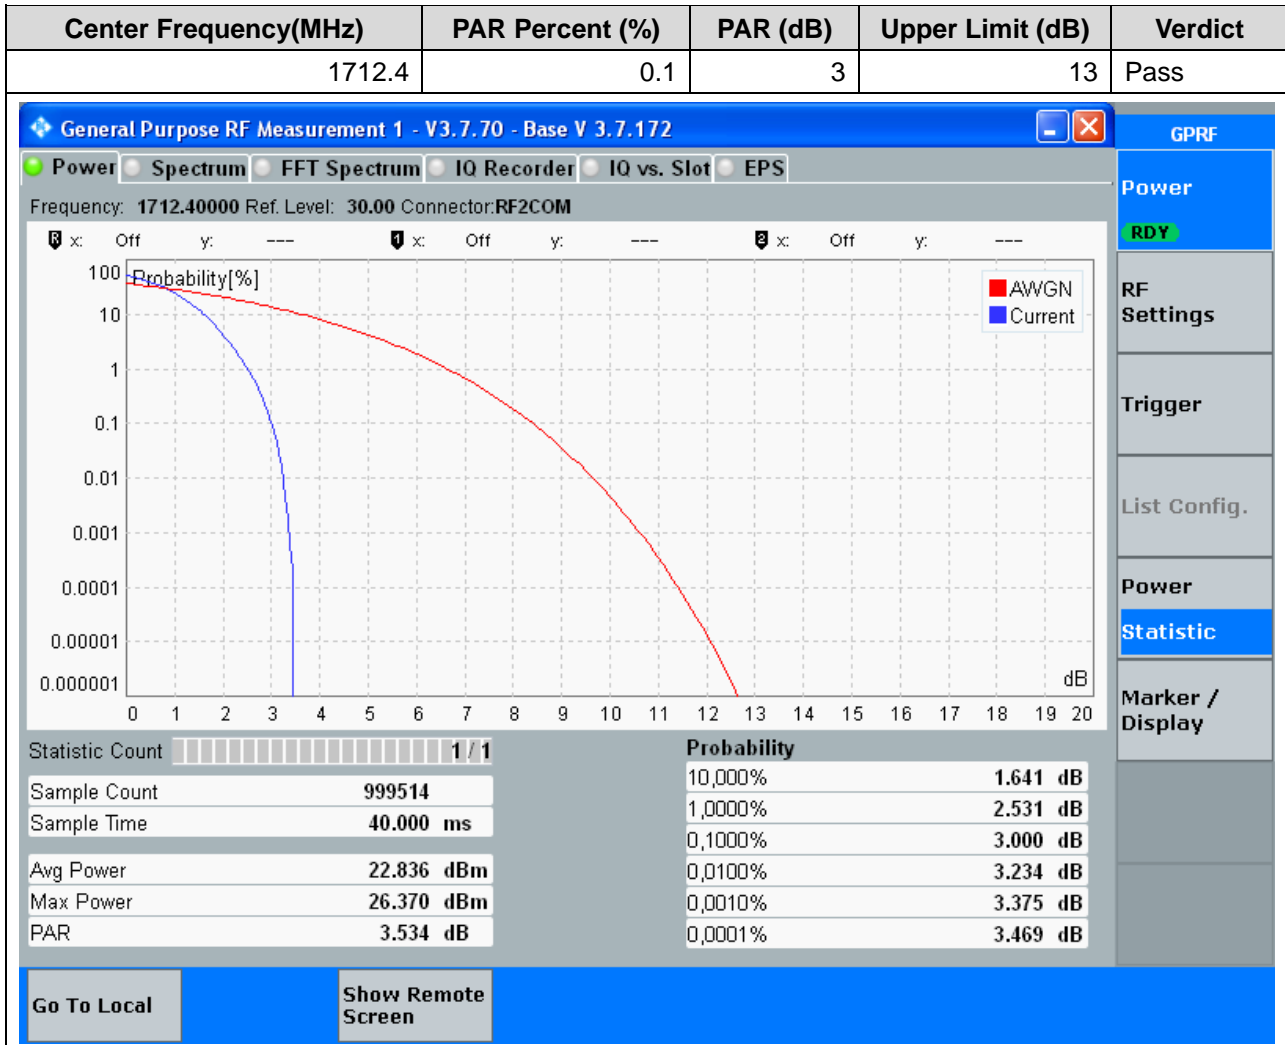 Center Frequency(MHz) PAR Percent (%) PAR (dB) Upper Limit (dB) Verdict
1712.4 0.1 3 13 Pass
General Purpose RF Measurement 1 - V3.7.70 - Base V 3.7.172
GPRF
Power Spectrum FFT Spectrum IQ Recorder IQ vs. Slot EPS
Power
RDY
Frequency: 1712.40000 Ref. Level: 30.00 Connector:RF2COM
R x: Off y: --- 1 x: Off y: --- 2 x: Off y: ---
Probability[%]
AWGN
Current
100
10
1
0.1
0.01
0.001
0.0001
0.00001
0.000001
dB
0 1 2 3 4 5 6 7 8 9 10 11 12 13 14 15 16 17 18 19 20
RF
Settings
Trigger
List Config.
Power
Statistic
Marker /
Display
Statistic Count 1 / 1
Sample Count 999514
Sample Time 40.000 ms
Avg Power 22.836 dBm
Max Power 26.370 dBm
PAR 3.534 dB
Probability
10,000% 1.641 dB
1,0000% 2.531 dB
0,1000% 3.000 dB
0,0100% 3.234 dB
0,0010% 3.375 dB
0,0001% 3.469 dB
Go To Local
Show Remote
Screen